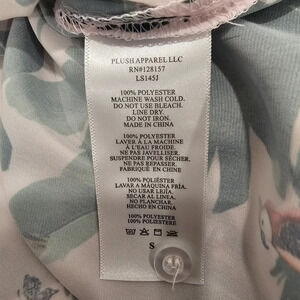 PLUSH APPAREL LLC
RN#128157
LS145J
100% POLYESTER
MACHINE WASH COLD.
DO NOT USE BLEACH.
LINE DRY.
DO NOT IRON.
MADE IN CHINA
100% POLYESTER
LAVER À LA MACHINE
À L'EAU FROIDE.
NE PAS JAVELLISER.
SUSPENDRE POUR SÉCHER.
NE PAS REPASSER.
FABRIQUÉ EN CHINE
100% POLIÉSTER
LAVAR A MÁQUINA FRÍA.
NO USAR LEJÍA.
SECAR AL LINEAL.
NO PLANCHAR.
HECHO EN CHINA
100% POLYESTER
100% POLIESTERE
S